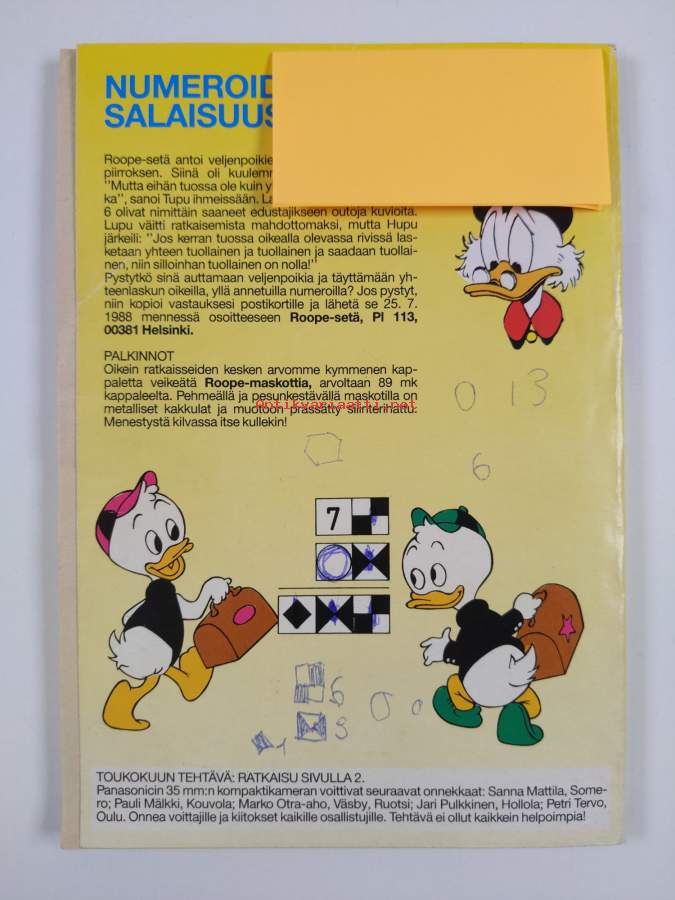 NUMEROID
SALAISUUS
Roope-setä antoi veljenpoikie
piirroksen. Siinä oli kuulemm
"Mutta eihän tuossa ole kuin y
ka", sanoi Tupu ihmeissään. L
6 olivat nimittäin saaneet edustajikseen outoja kuvioita.
Lupu väitti ratkaisemista mahdottomaksi, mutta Hupu
järkeili: "Jos kerran tuossa oikealla olevassa rivissä las-
ketaan yhteen tuollainen ja tuollainen ja saadaan tuollai-
nen, niin silloinhan tuollainen on nolla!"
Pystytkö sinä auttamaan veljenpoikia ja täyttämään yh-
teenlaskun oikeilla, yllä annetuilla numeroilla? Jos pystyt,
niin kopioi vastauksesi postikortille ja lähetä se 25. 7.
1988 mennessä osoitteeseen Roope-setä, Pl 113,
00381 Helsinki.
PALKINNOT
Oikein ratkaisseiden kesken arvomme kymmenen kap-
paletta veikeätä Roope-maskottia, arvoltaan 89 mk
kappaleelta. Pehmeällä ja pesunkestävällä maskotilla on
metalliset kakkulat ja muotoon prässätty silinterihattu.
Antikvariaatti.net
Menestystä kilvassa itse kullekin!
0 13
6
7
6
0 0
TOUKOKUUN TEHTÄVÄ: RATKAISU SIVULLA 2.
Panasonicin 35 mm:n kompaktikameran voittivat seuraavat onnekkaat: Sanna Mattila, Some-
ro; Pauli Mälkki, Kouvola; Marko Otra-aho, Väsby, Ruotsi; Jari Pulkkinen, Hollola; Petri Tervo,
Oulu. Onnea voittajille ja kiitokset kaikille osallistujille. Tehtävä ei ollut kaikkein helpoimpia!